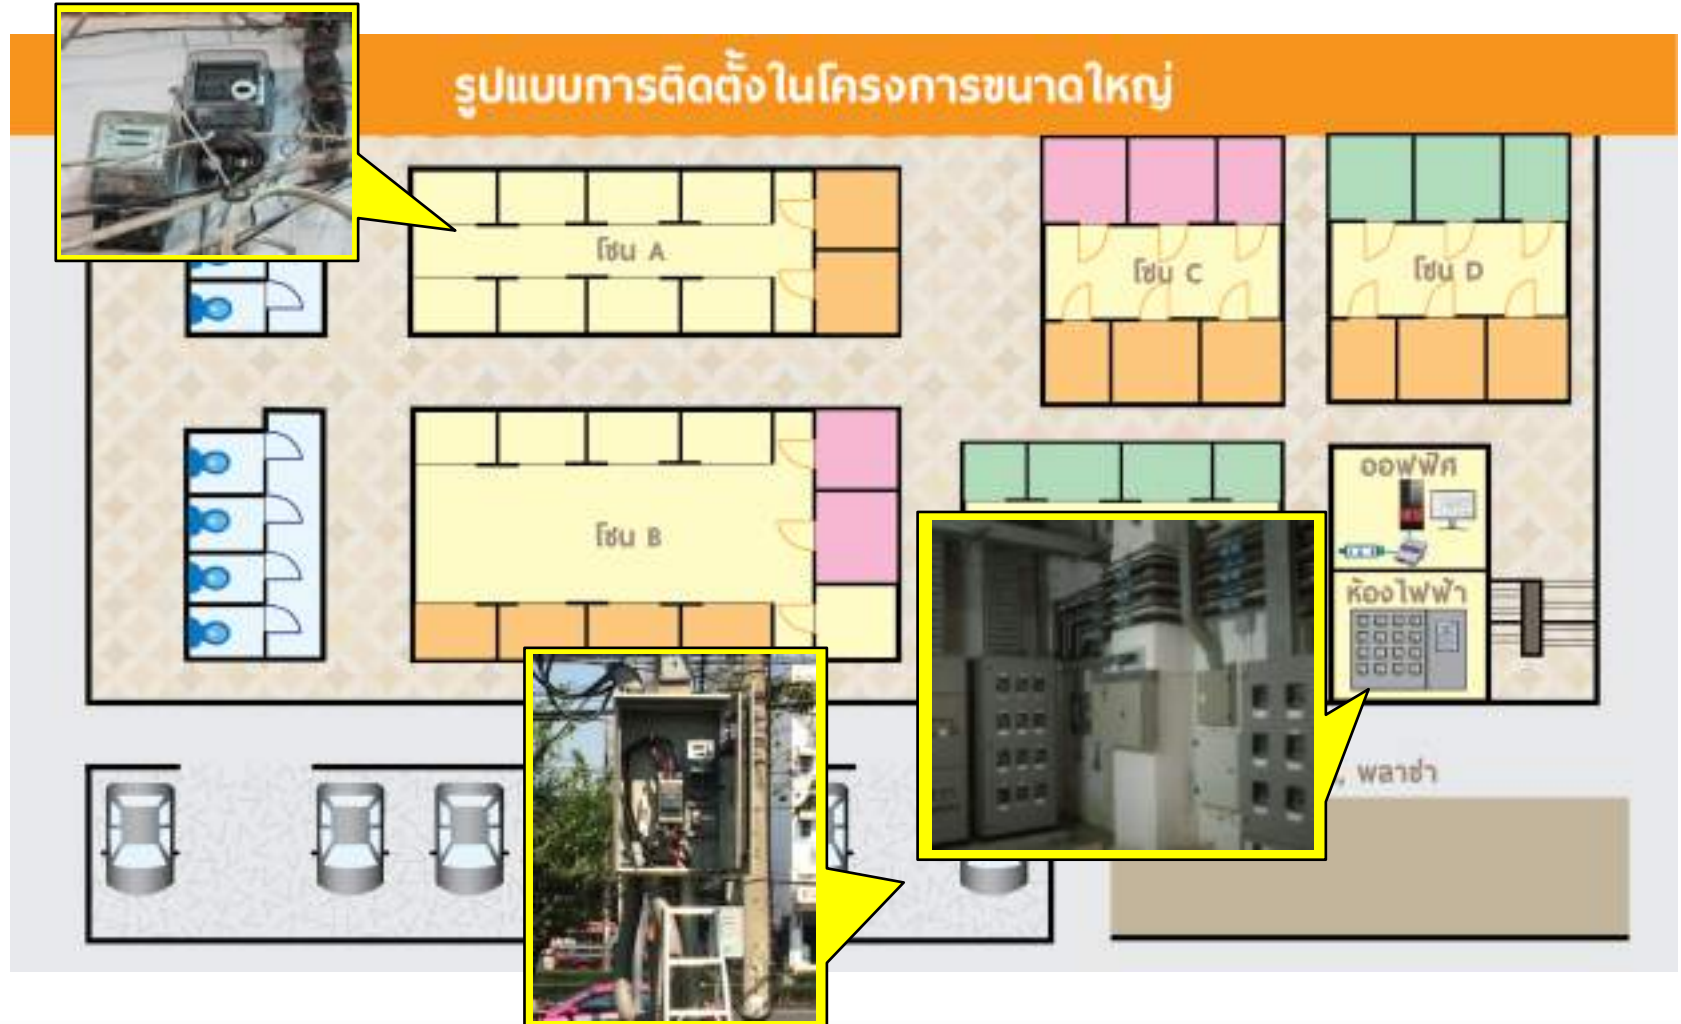 รูปแบบการติดตั้งในโครงการขนาดใหญ่
โซน A
โซน C
โซน D
โซน B
ออฟฟิศ
ห้องไฟฟ้า
พลาซ่า